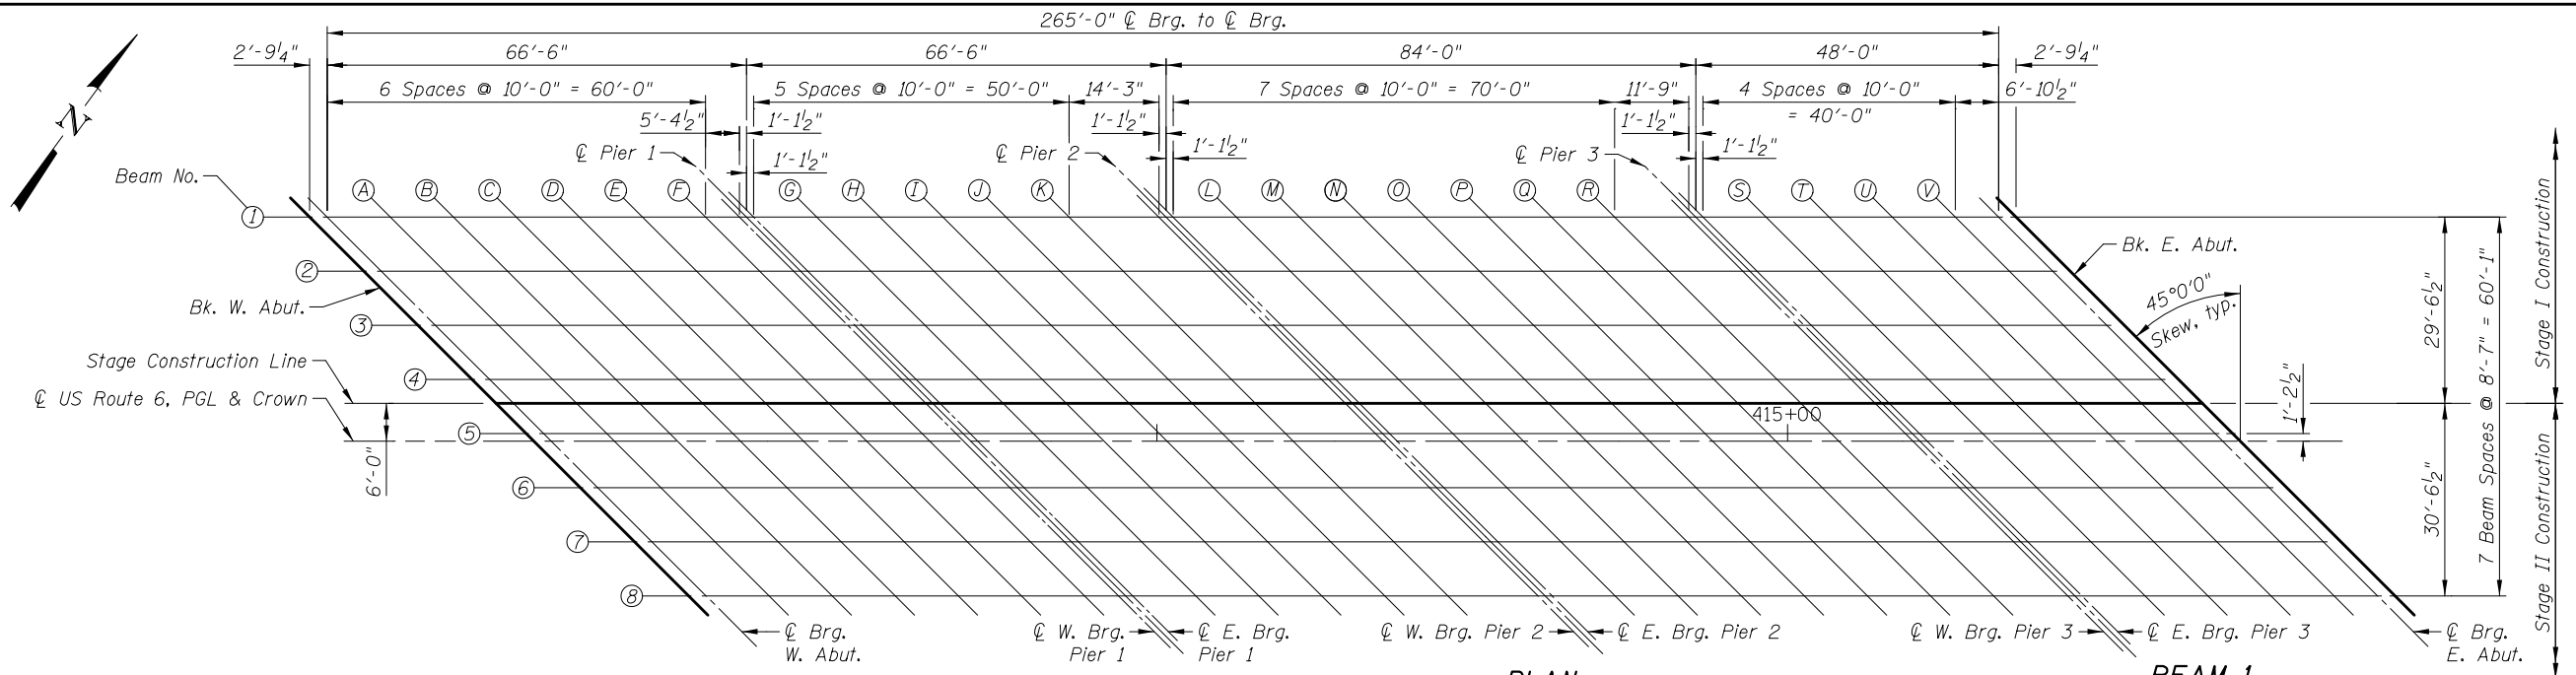 265'-0" ℄ Brg. to ℄ Brg.
2'-9¼" 66'-6" 66'-6" 84'-0" 48'-0" 2'-9¼"
6 Spaces @ 10'-0" = 60'-0" 5 Spaces @ 10'-0" = 50'-0" 14'-3" 7 Spaces @ 10'-0" = 70'-0" 11'-9" 4 Spaces @ 10'-0" = 40'-0" 6'-10½"
5'-4½" 1'-1½" 1'-1½" 1'-1½"
1'-1½" 1'-1½" 1'-1½"
℄ Pier 1 ℄ Pier 2 ℄ Pier 3
N
Beam No.
A B C D E F G H I J K L M N O P Q R S T U V
1
2
Bk. W. Abut.
3
Stage Construction Line
4
℄ US Route 6, PGL & Crown
5
6'-0"
6
7
8
415+00
Bk. E. Abut.
45°0'0"
Skew, typ.
1'-2½"
29'-6½"
30'-6½"
7 Beam Spaces @ 8'-7" = 60'-1"
Stage I Construction
Stage II Construction
℄ Brg.
W. Abut.
℄ W. Brg.
Pier 1
℄ E. Brg.
Pier 1
℄ W. Brg. Pier 2
℄ E. Brg. Pier 2
℄ W. Brg. Pier 3
℄ E. Brg. Pier 3
℄ Brg.
E. Abut.
PLAN
BEAM 1